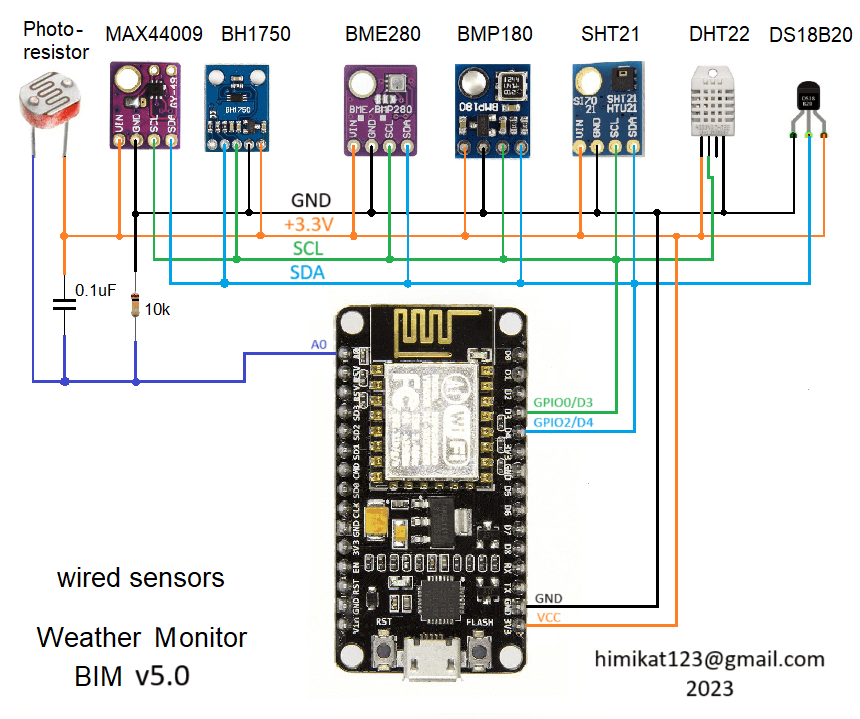 Photo-
resistor
MAX44009
BH1750
BME280
BMP180
SHT21
DHT22
DS18B20
VIN
GND
SCL
SDA
BH1750
BME/BMP280
VIN
GND
SCL
SDA
BMP180
SHT21
HTU21
VIN
GND
SCL
SDA
DS18
B20
GND
+3.3V
SCL
SDA
0.1uF
10k
A0
GPIO0/D3
GPIO2/D4
WiFi
A0
RSV
RSV
SD3
SD2
SD1
CMD
SD0
CLK
GND
3V3
EN
RST
GND
Vin
D0
D1
D2
D3
D4
3V3
GND
D5
D6
D7
RX
TX
GND
3V3
RST
FLASH
GND
VCC
wired sensors
Weather Monitor
BIM v5.0
himikat123@gmail.com
2023